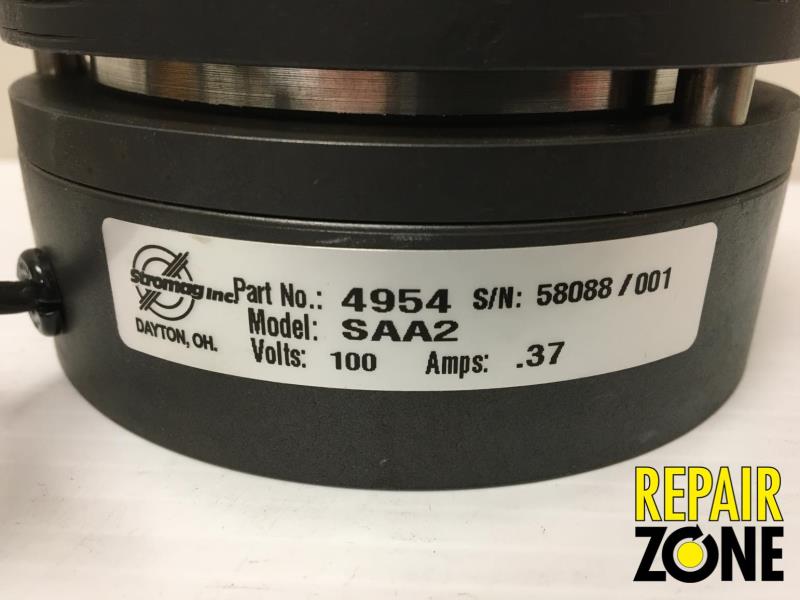 Stromag Inc.
DAYTON, OH.
Part No.: 4954 S/N: 58088/001
Model: SAA2
Volts: 100 Amps: .37
REPAIR
ZONE